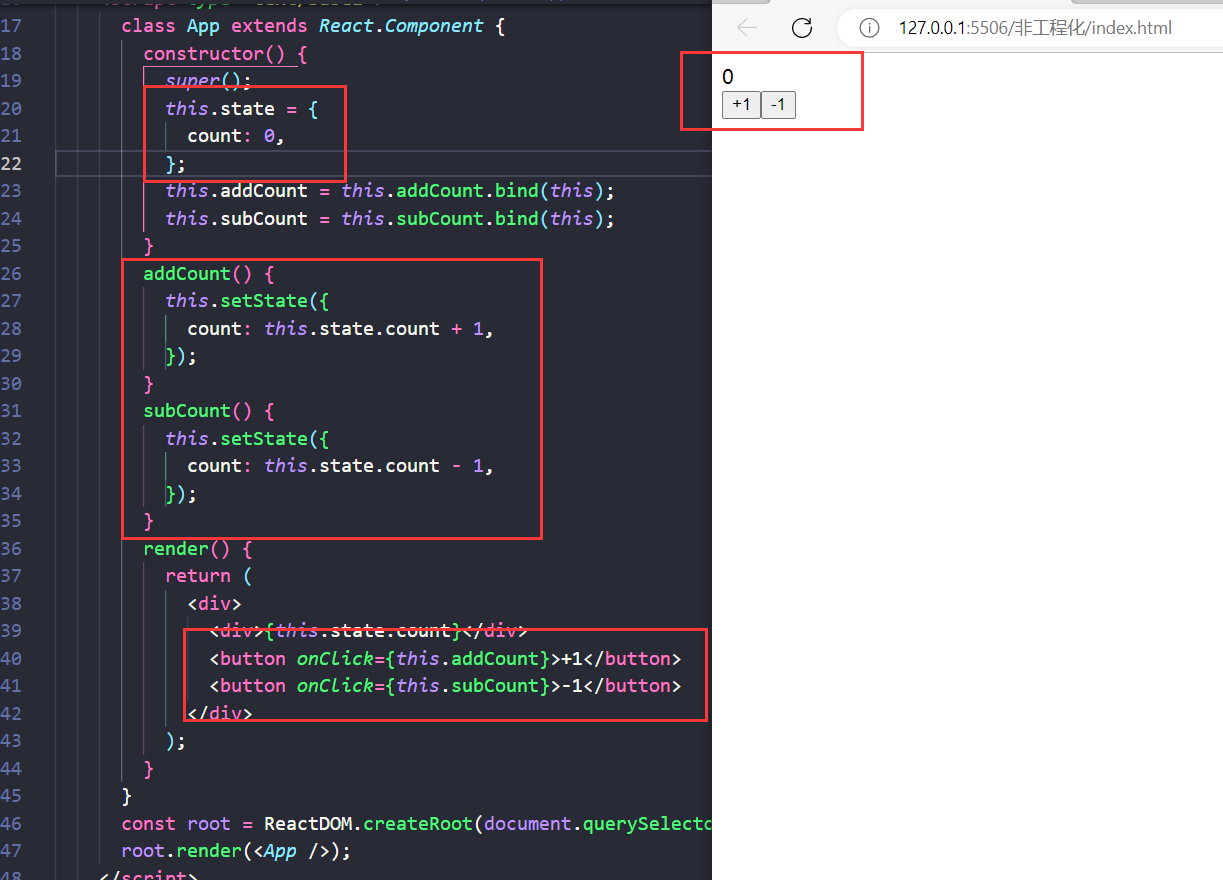 17 class App extends React.Component {
18 constructor() {
19 super();
20 this.state = {
21 count: 0,
22 };
23 this.addCount = this.addCount.bind(this);
24 this.subCount = this.subCount.bind(this);
25 }
26 addCount() {
27 this.setState({
28 count: this.state.count + 1,
29 });
30 }
31 subCount() {
32 this.setState({
33 count: this.state.count - 1,
34 });
35 }
36 render() {
37 return (
38 <div>
39 <div>{this.state.count}</div>
40 <button onClick={this.addCount}>+1</button>
41 <button onClick={this.subCount}>-1</button>
42 </div>
43 );
44 }
45 }
46 const root = ReactDOM.createRoot(document.querySelecto
47 root.render(<App />);
48 </script>
127.0.0.1:5506/非工程化/index.html
0
+1 -1